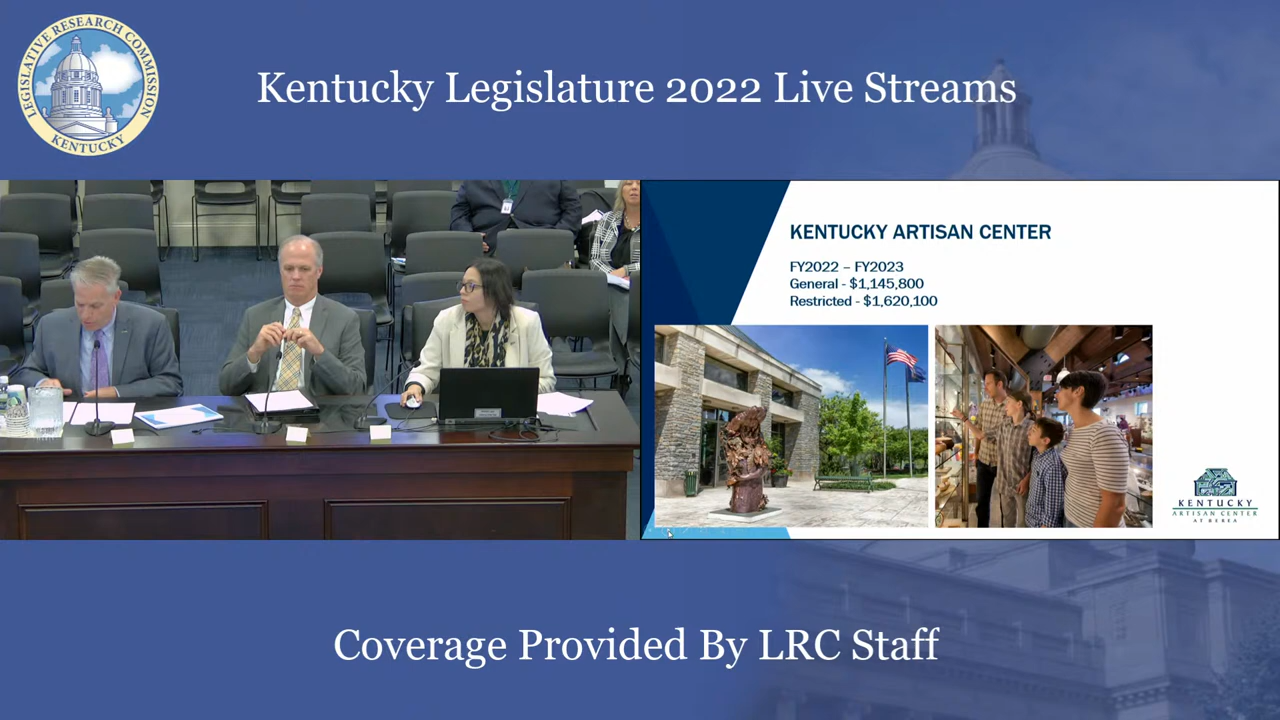 LEGISLATIVE RESEARCH COMMISSION
KENTUCKY
Kentucky Legislature 2022 Live Streams
KENTUCKY ARTISAN CENTER
FY2022 – FY2023
General - $1,145,800
Restricted - $1,620,100
KENTUCKY
ARTISAN CENTER
AT BEREA
Coverage Provided By LRC Staff